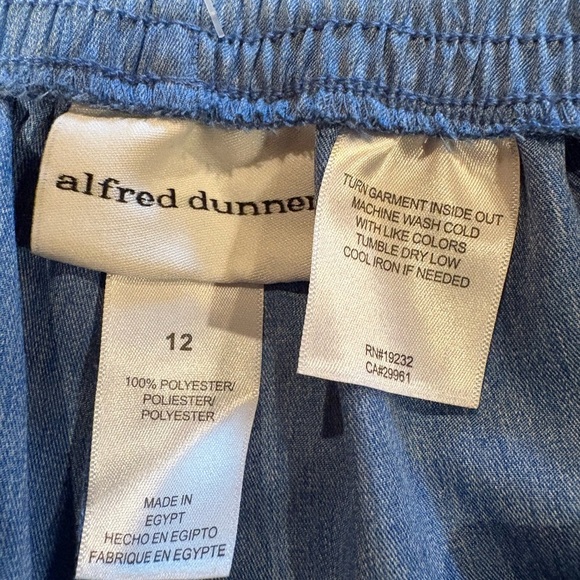 alfred dunner
TURN GARMENT INSIDE OUT
MACHINE WASH COLD
WITH LIKE COLORS
TUMBLE DRY LOW
COOL IRON IF NEEDED
RN#19232
CA#29961
12
100% POLYESTER/
POLIESTER/
POLYESTER
MADE IN
EGYPT
HECHO EN EGIPTO
FABRIQUE EN EGYPTE